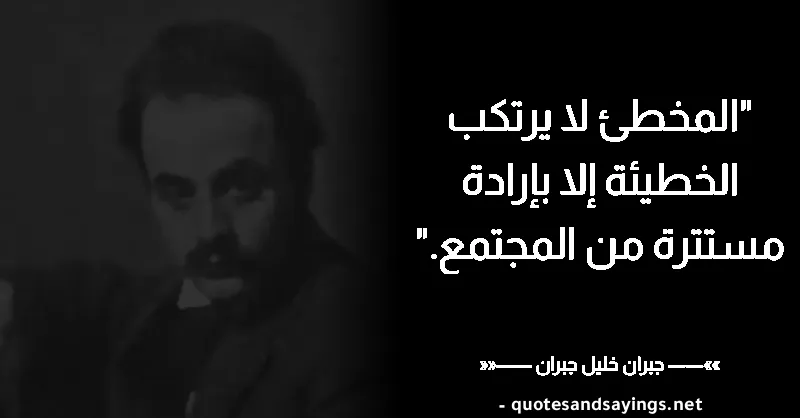 "المخطئ لا يرتكب
الخطيئة إلا بإرادة
مستترة من المجتمع."
»»—— جبران خليل جبران ——««
- quotesandsayings.net